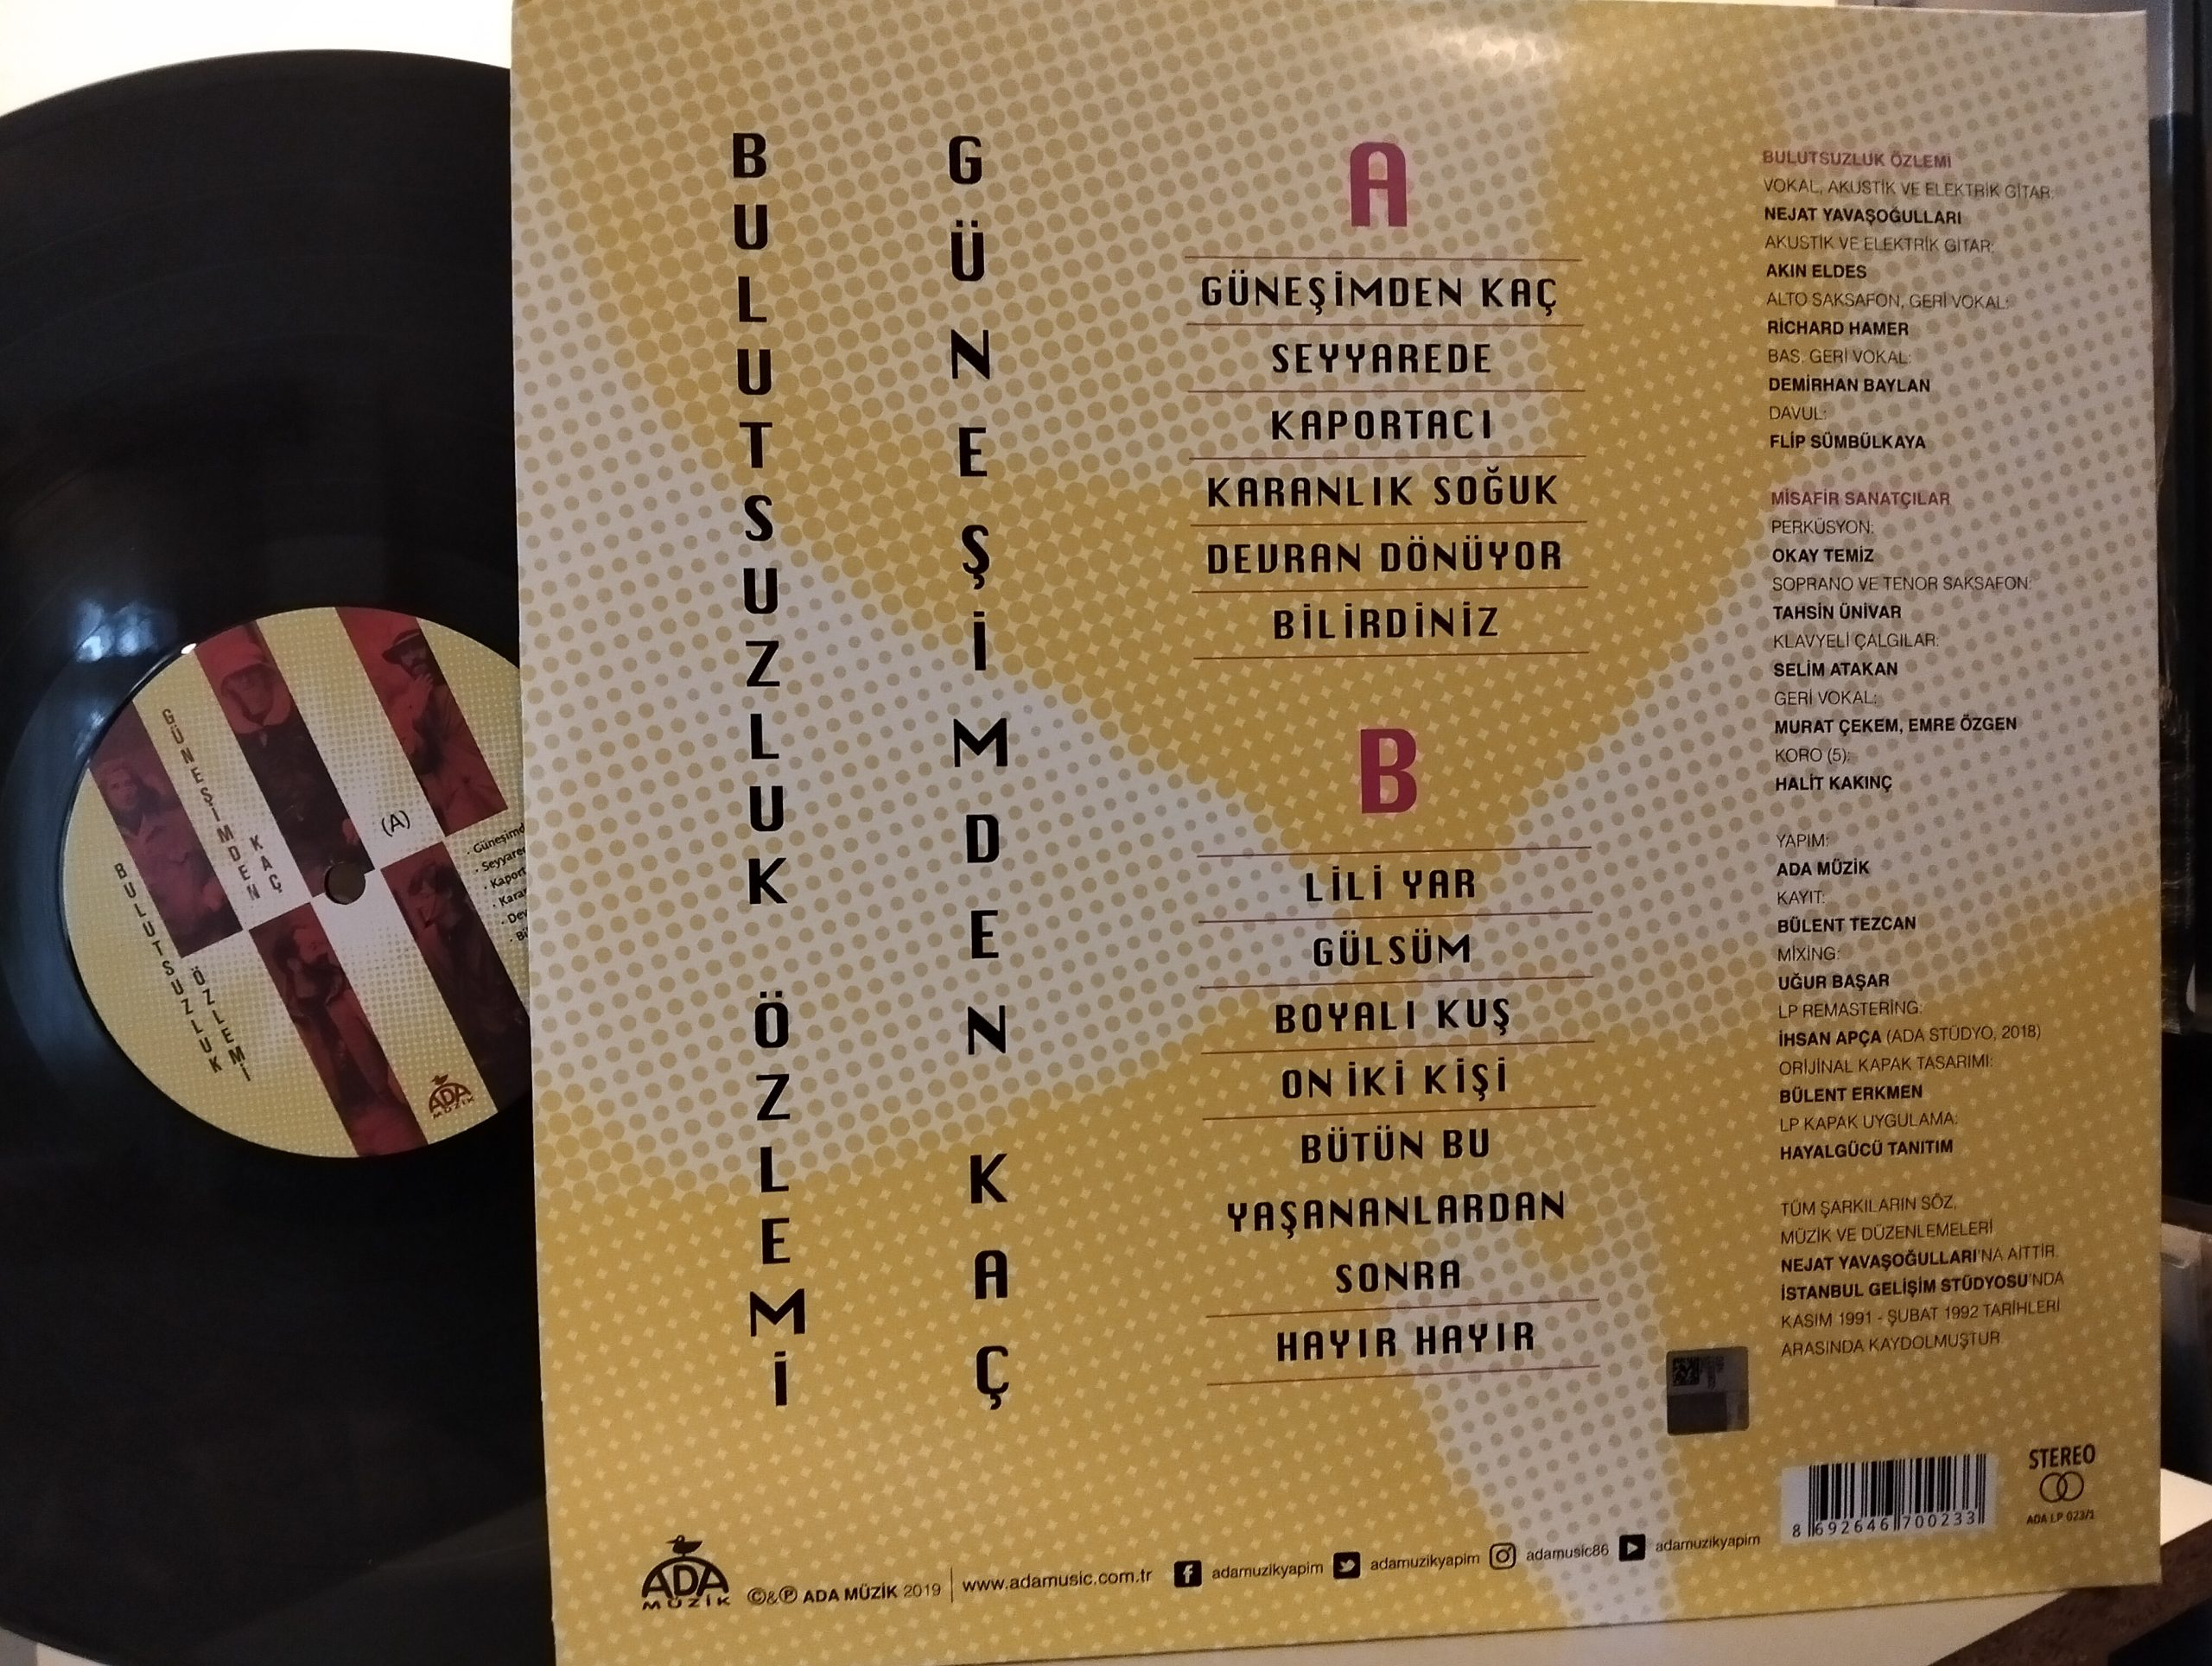 BULUTSUZLUK ÖZLEMİ
GÜNEŞİMDEN KAÇ
A
GÜNEŞİMDEN KAÇ
SEYYAREDE
KAPORTACI
KARANLIK SOĞUK
DEVRAN DÖNÜYOR
BİLİRDİNİZ
B
LİLİ YAR
GÜLSÜM
BOYALI KUŞ
ON İKİ KİŞİ
BÜTÜN BU
YAŞANANLARDAN
SONRA
HAYIR HAYIR
BULUTSUZLUK ÖZLEMİ
VOKAL, AKUSTİK VE ELEKTRİK GİTAR:
NEJAT YAVAŞOĞULLARI
AKUSTİK VE ELEKTRİK GİTAR:
AKIN ELDES
ALTO SAKSAFON, GERİ VOKAL:
RİCHARD HAMER
BAS, GERİ VOKAL:
DEMİRHAN BAYLAN
DAVUL:
FLİP SÜMBÜLKAYA
MİSAFİR SANATÇILAR
PERKÜSYON:
OKAY TEMİZ
SOPRANO VE TENOR SAKSAFON:
TAHSİN ÜNİVAR
KLAVYELİ ÇALGILAR:
SELİM ATAKAN
GERİ VOKAL:
MURAT ÇEKEM, EMRE ÖZGEN
KORO (5):
HALİT KAKINÇ
YAPIM:
ADA MÜZİK
KAYIT:
BÜLENT TEZCAN
MİXİNG:
UĞUR BAŞAR
LP REMASTERİNG:
İHSAN APÇA (ADA STÜDYO, 2018)
ORİJİNAL KAPAK TASARIMI:
BÜLENT ERKMEN
LP KAPAK UYGULAMA:
HAYALGÜCÜ TANITIM
TÜM ŞARKILARIN SÖZ,
MÜZİK VE DÜZENLEMELERİ
NEJAT YAVAŞOĞULLARI'NA AİTTİR.
İSTANBUL GELİŞİM STÜDYOSU'NDA
KASIM 1991 - ŞUBAT 1992 TARİHLERİ
ARASINDA KAYDOLMUŞTUR
STEREO
ADA LP 023/1
8 692646 700233
ADA
MÜZİK
©&℗ ADA MÜZİK 2019
www.adamusic.com.tr
adamuzikyapim
adamuzikyapim
adamusic86
adamuzikyapim
GÜNEŞİMDEN KAÇ
BULUTSUZLUK ÖZLEMİ
(A)
· Güneşimd
· Seyyared
· Kaport
· Karar
· Dev
· Bi
ADA
MÜZİK